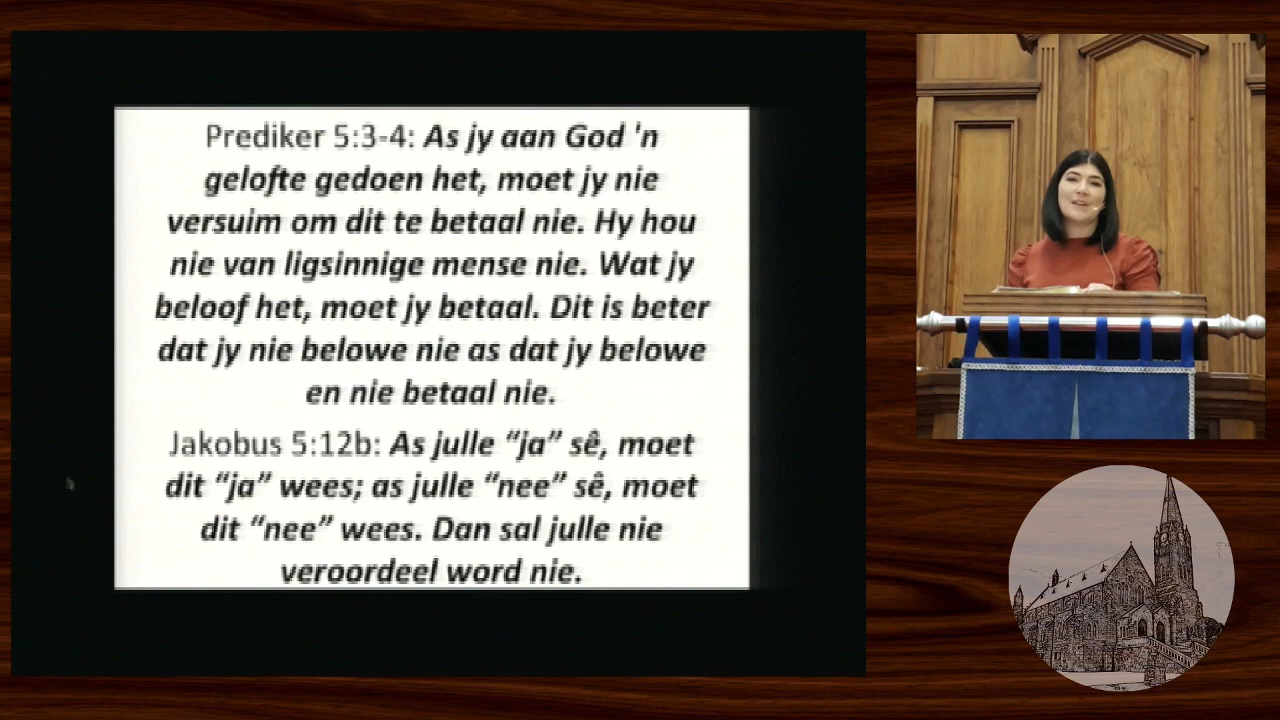 Prediker 5:3-4: As jy aan God 'n
gelofte gedoen het, moet jy nie
versuim om dit te betaal nie. Hy hou
nie van ligsinnige mense nie. Wat jy
beloof het, moet jy betaal. Dit is beter
dat jy nie belowe nie as dat jy belowe
en nie betaal nie.
Jakobus 5:12b: As julle “ja” sê, moet
dit “ja” wees; as julle “nee” sê, moet
dit “nee” wees. Dan sal julle nie
veroordeel word nie.